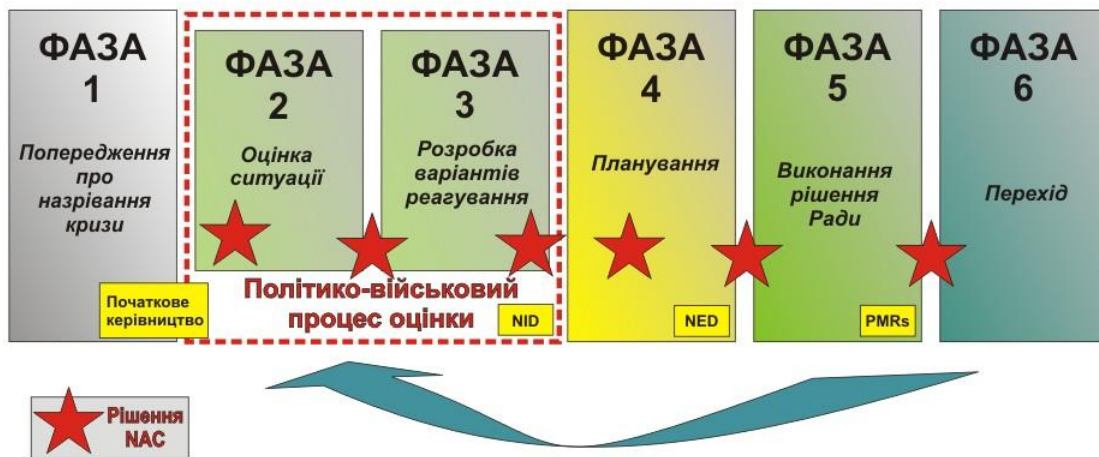 ФАЗА
1
Попередження
про
назрівання
кризи
Початкове
керівництво
ФАЗА
2
Оцінка
ситуації
ФАЗА
3
Розробка
варіантів
реагування
Політико-військовий
процес оцінки
NID
ФАЗА
4
Планування
NED
ФАЗА
5
Виконання
рішення
Ради
PMRs
ФАЗА
6
Перехід
Рішення
NAC